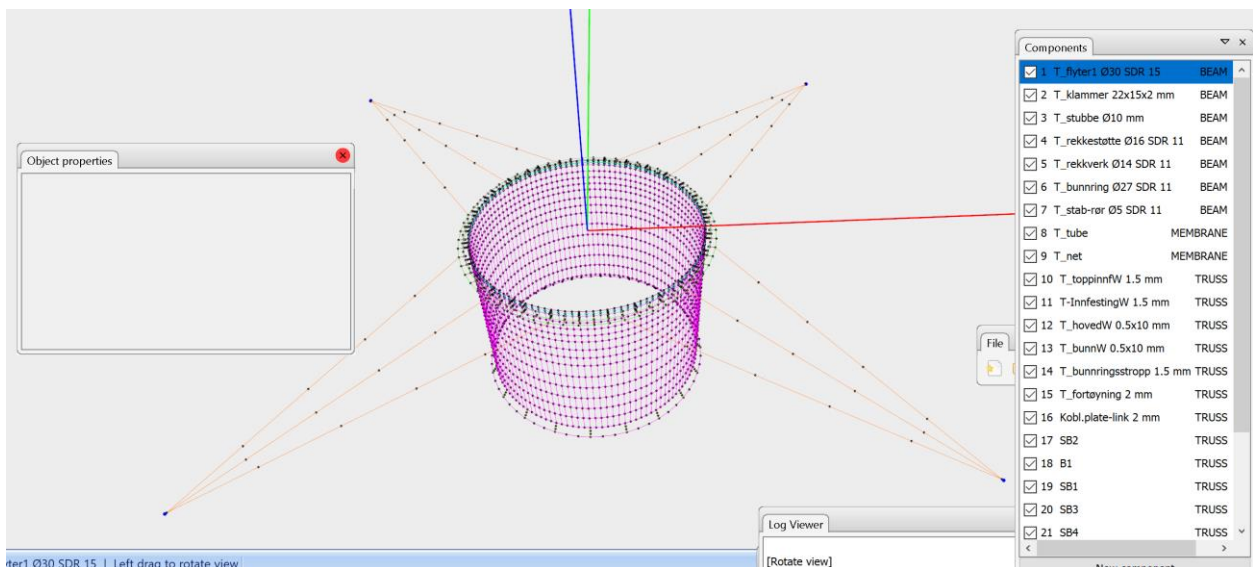 Components
1 T_flyter1 Ø30 SDR 15 BEAM
2 T_klammer 22x15x2 mm BEAM
3 T_stubbe Ø10 mm BEAM
4 T_rekkestøtte Ø16 SDR 11 BEAM
5 T_rekkverk Ø14 SDR 11 BEAM
6 T_bunnring Ø27 SDR 11 BEAM
7 T_stab-rør Ø5 SDR 11 BEAM
8 T_tube MEMBRANE
9 T_net MEMBRANE
10 T_toppinnfW 1.5 mm TRUSS
11 T-InnfestingW 1.5 mm TRUSS
12 T_hovedW 0.5x10 mm TRUSS
13 T_bunnW 0.5x10 mm TRUSS
14 T_bunnringsstropp 1.5 mm TRUSS
15 T_fortøyning 2 mm TRUSS
16 Kobl.plate-link 2 mm TRUSS
17 SB2 TRUSS
18 B1 TRUSS
19 SB1 TRUSS
20 SB3 TRUSS
21 SB4 TRUSS
New component
Object properties
File
Log Viewer
[Rotate view]
yter1 Ø30 SDR 15 | Left drag to rotate view